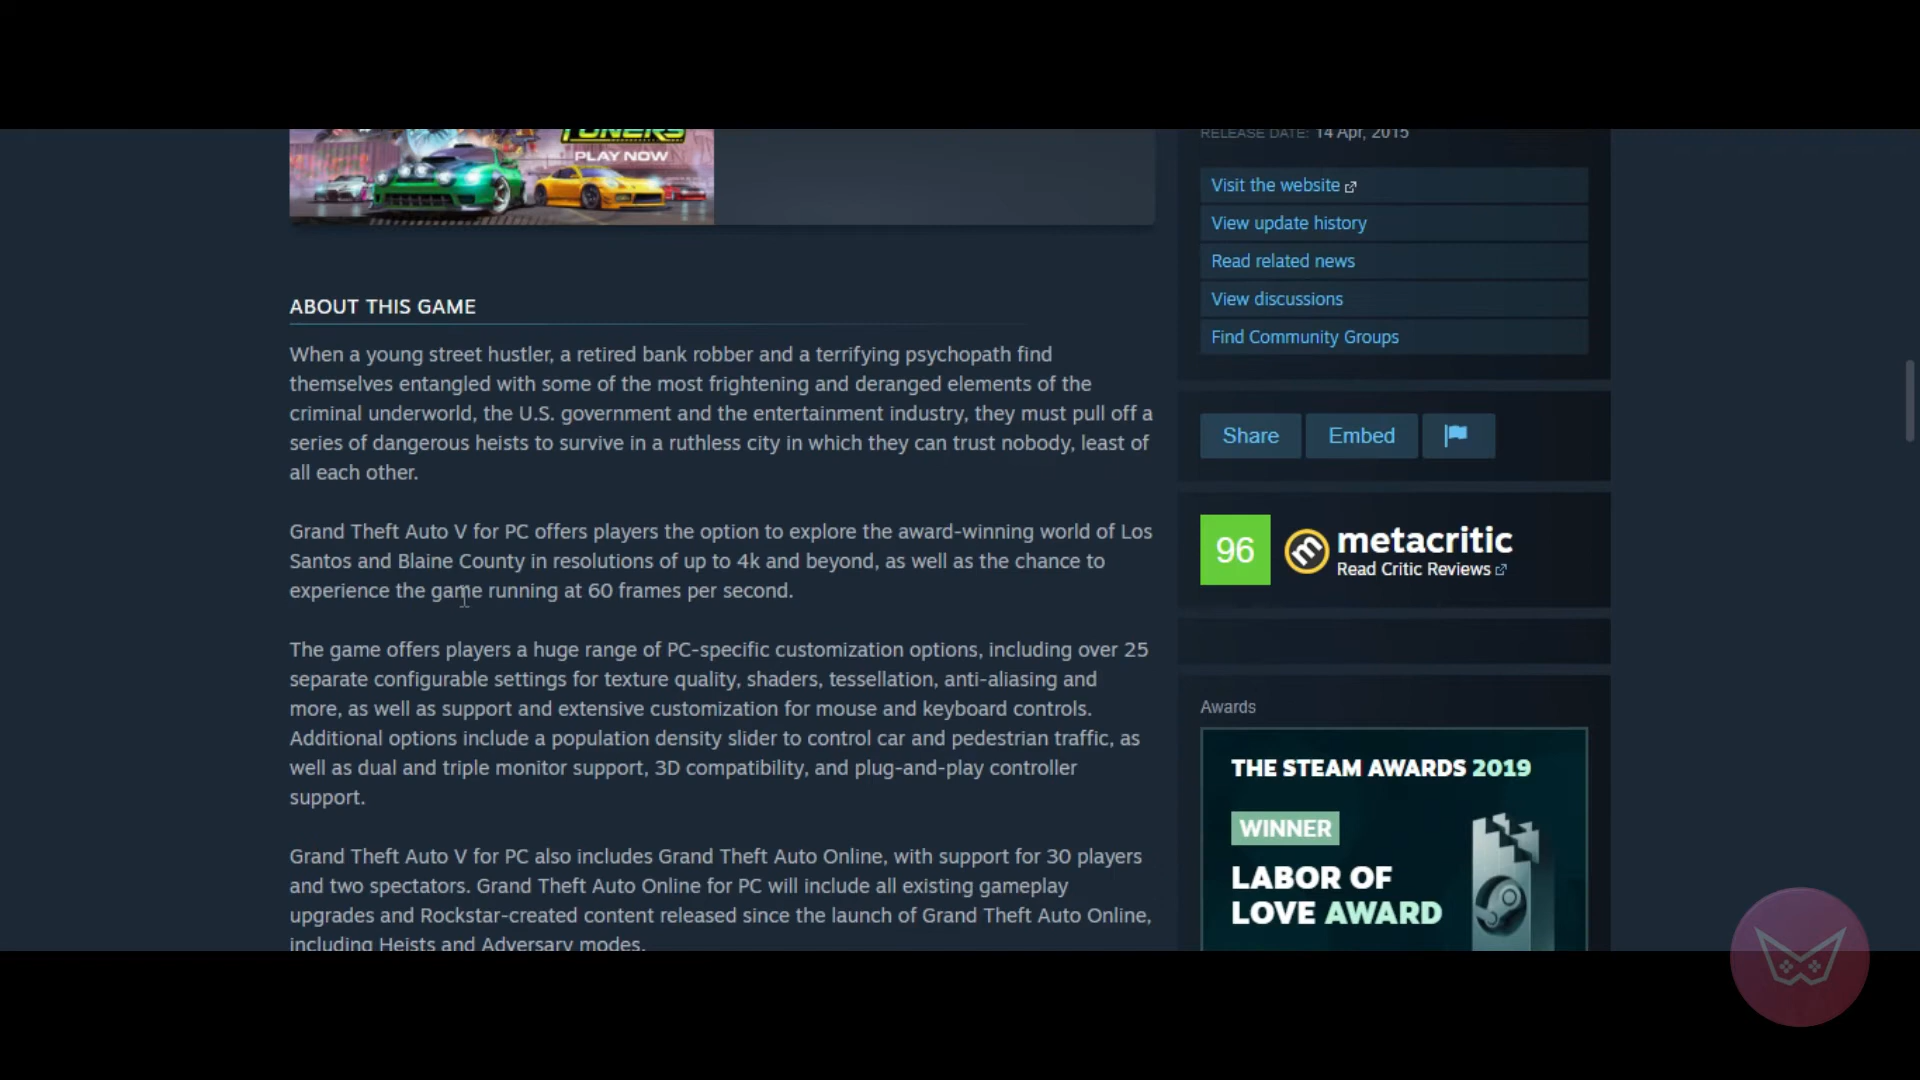 TUNERS
PLAY NOW
RELEASE DATE: 14 Apr, 2015
Visit the website
View update history
Read related news
View discussions
Find Community Groups
ABOUT THIS GAME
When a young street hustler, a retired bank robber and a terrifying psychopath find
themselves entangled with some of the most frightening and deranged elements of the
criminal underworld, the U.S. government and the entertainment industry, they must pull off a
series of dangerous heists to survive in a ruthless city in which they can trust nobody, least of
all each other.
Grand Theft Auto V for PC offers players the option to explore the award-winning world of Los
Santos and Blaine County in resolutions of up to 4k and beyond, as well as the chance to
experience the game running at 60 frames per second.
The game offers players a huge range of PC-specific customization options, including over 25
separate configurable settings for texture quality, shaders, tessellation, anti-aliasing and
more, as well as support and extensive customization for mouse and keyboard controls.
Additional options include a population density slider to control car and pedestrian traffic, as
well as dual and triple monitor support, 3D compatibility, and plug-and-play controller
support.
Grand Theft Auto V for PC also includes Grand Theft Auto Online, with support for 30 players
and two spectators. Grand Theft Auto Online for PC will include all existing gameplay
upgrades and Rockstar-created content released since the launch of Grand Theft Auto Online,
including Heists and Adversary modes.
Share
Embed
96
metacritic
Read Critic Reviews
Awards
THE STEAM AWARDS 2019
WINNER
LABOR OF
LOVE AWARD